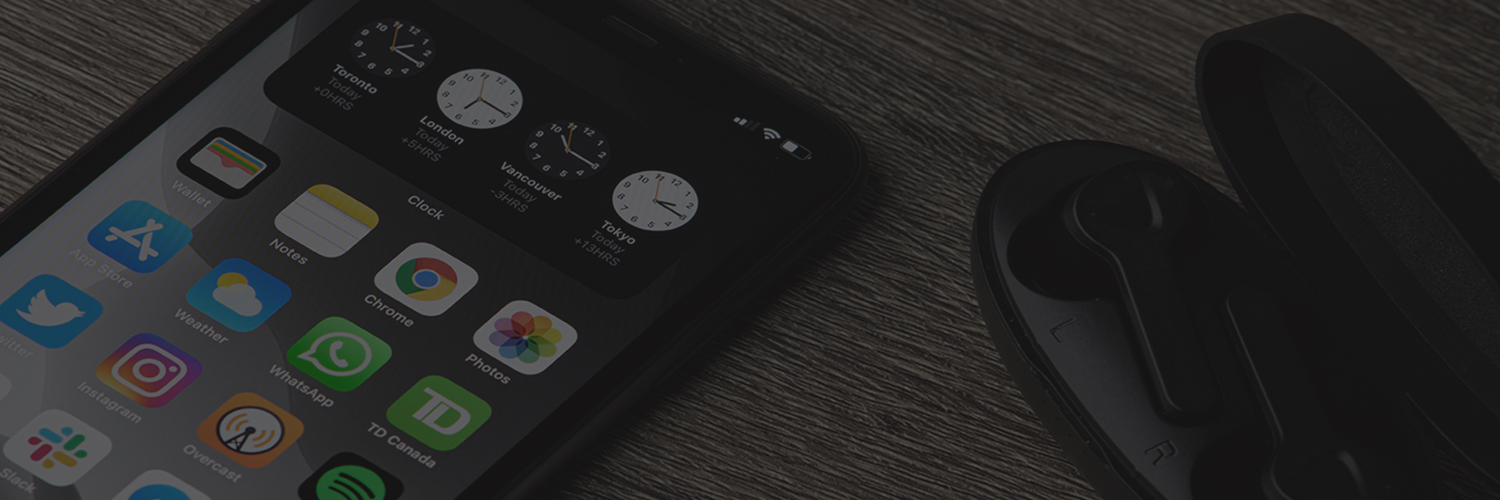 Toronto
Today
+0HRS
London
Today
+5HRS
Vancouver
Today
-3HRS
Tokyo
Today
+13HRS
Clock
Wallet
Notes
Chrome
Photos
App Store
Weather
WhatsApp
TD
TD Canada
Instagram
Overcast
Slack
L
R